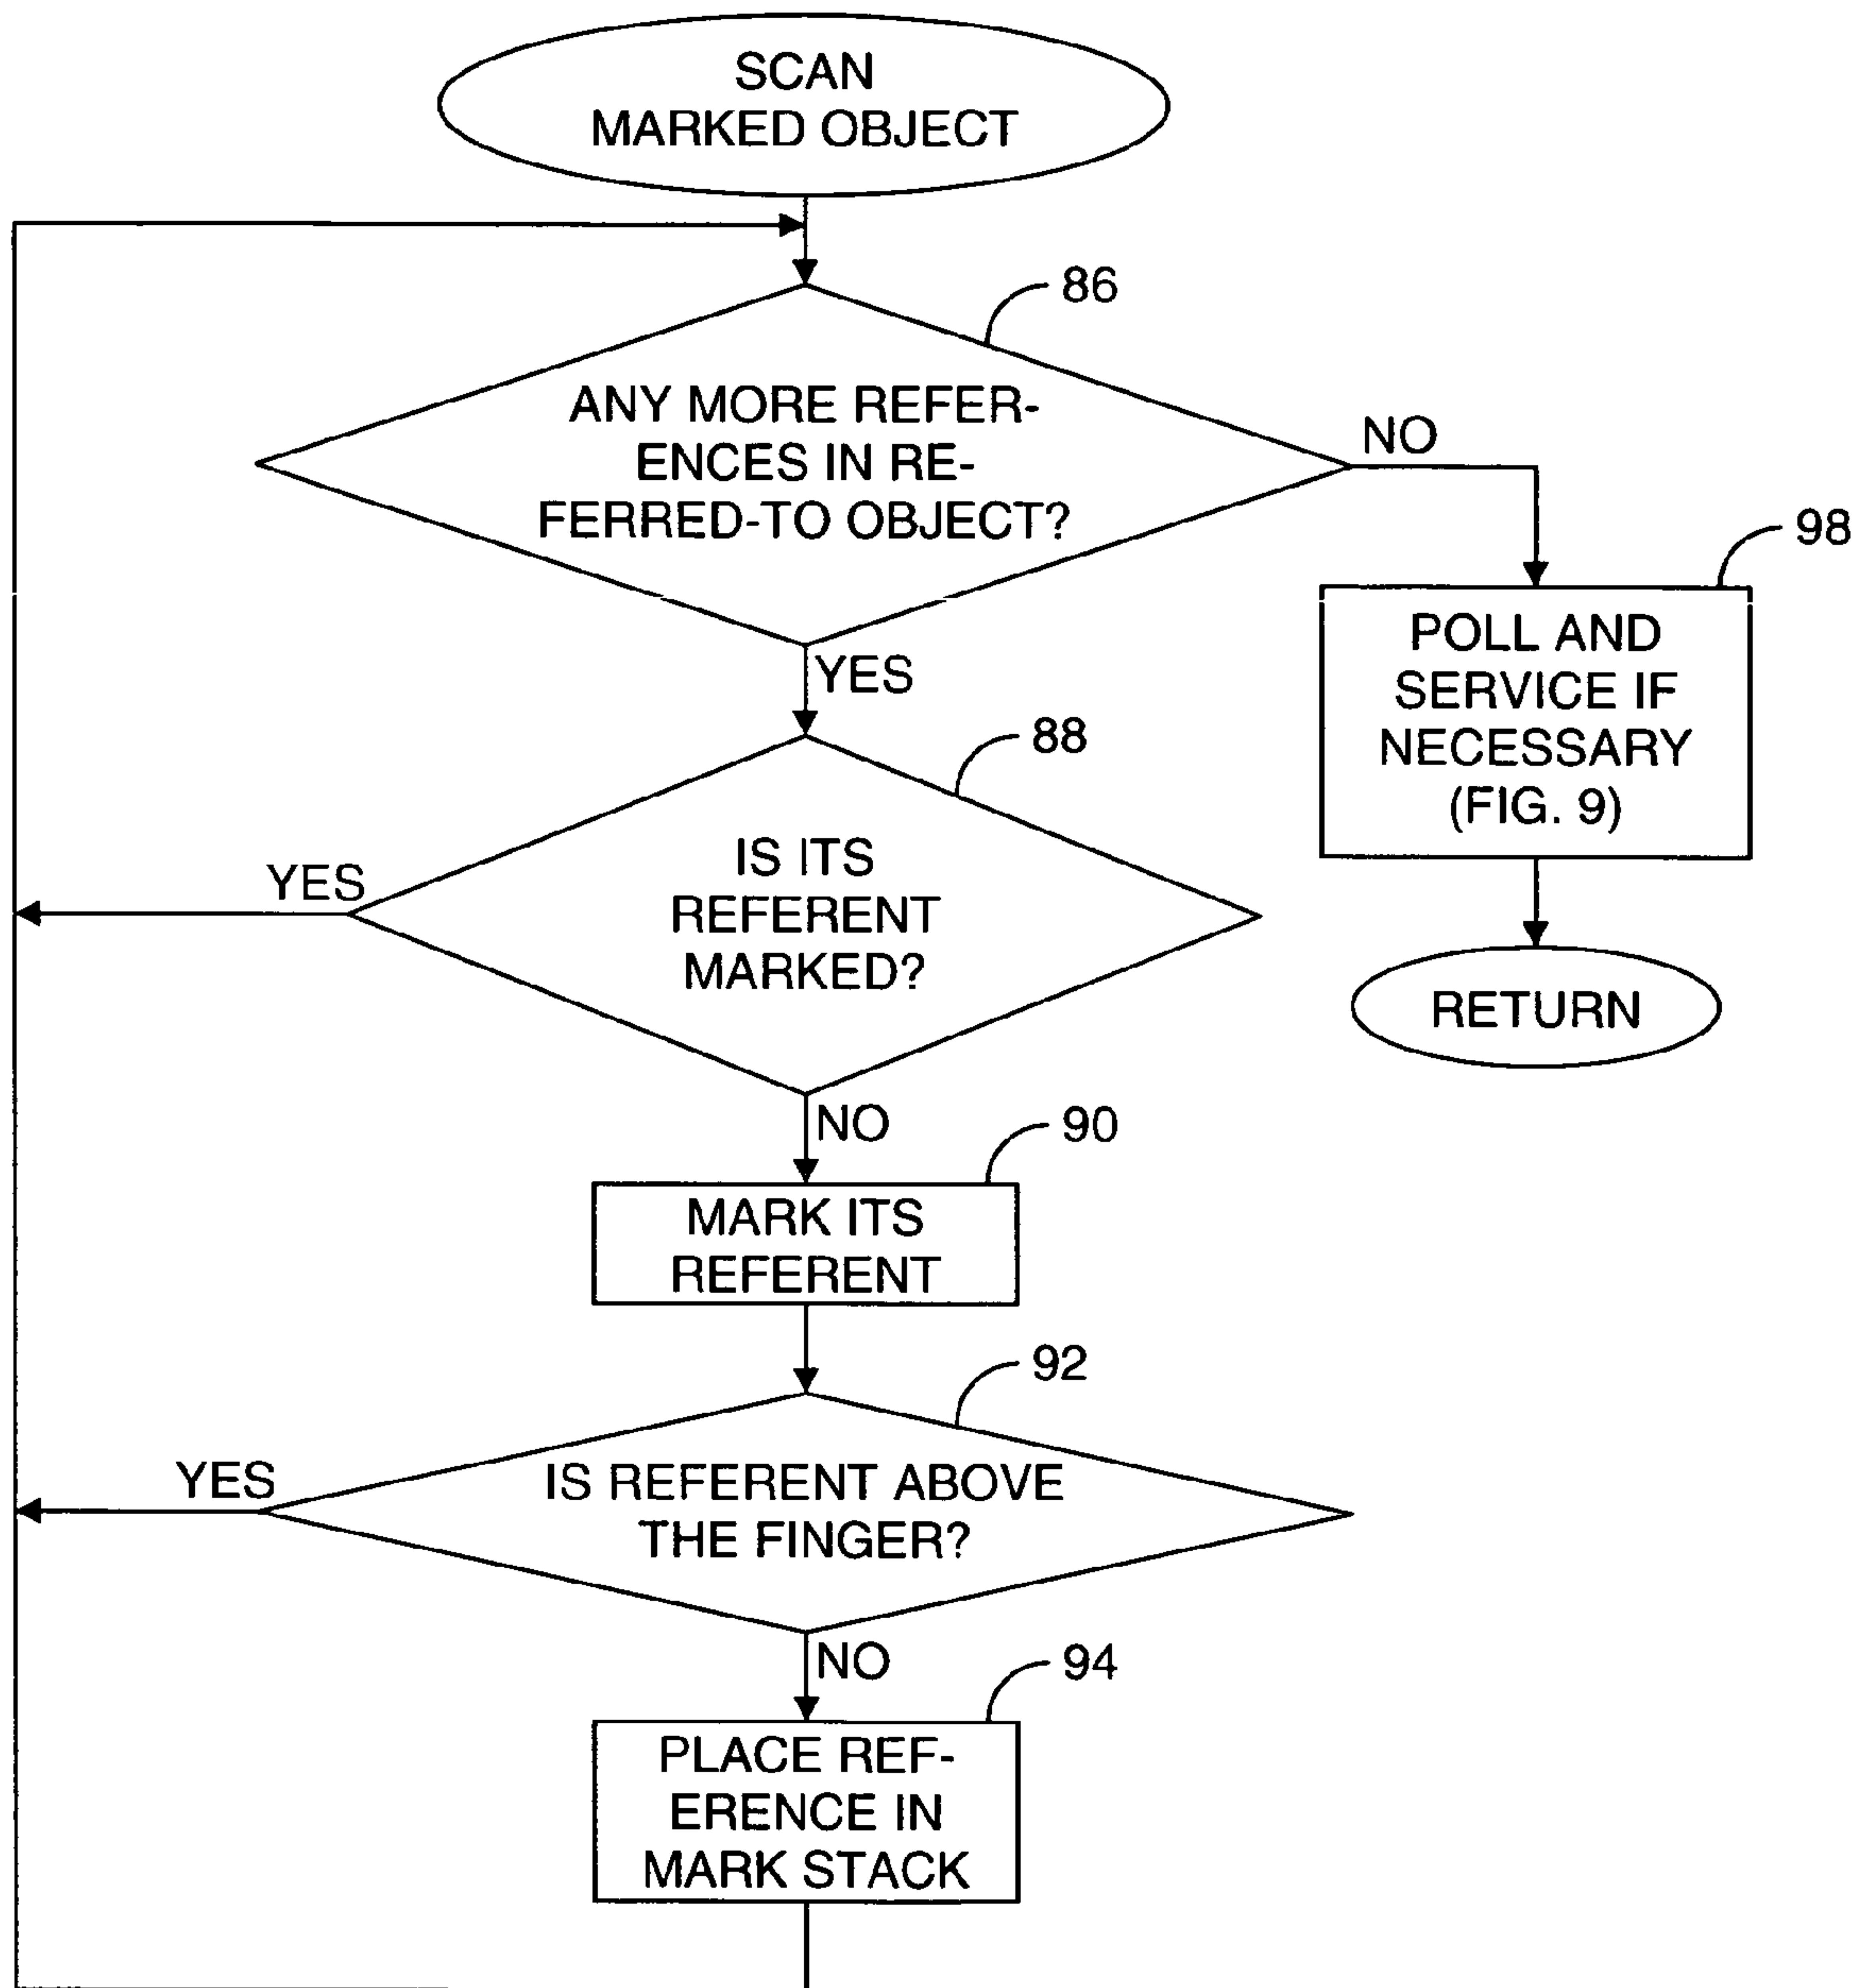 SCAN
MARKED OBJECT
86
ANY MORE REFER-
ENCES IN RE-
FERRED-TO OBJECT?
NO
98
POLL AND
SERVICE IF
NECESSARY
(FIG. 9)
RETURN
YES
88
IS ITS
REFERENT
MARKED?
YES
NO
90
MARK ITS
REFERENT
92
IS REFERENT ABOVE
THE FINGER?
YES
NO
94
PLACE REF-
ERENCE IN
MARK STACK